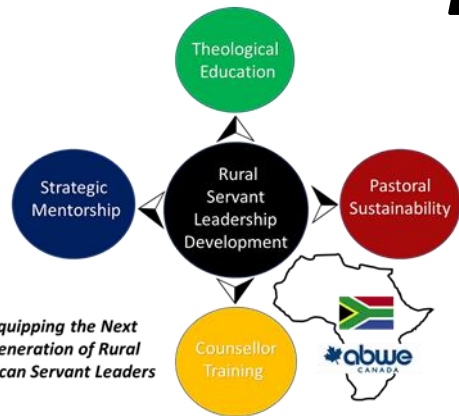 Theological
Education
Strategic
Mentorship
Rural
Servant
Leadership
Development
Pastoral
Sustainability
Counsellor
Training
quipping the Next
eneration of Rural
can Servant Leaders
abwe
CANADA